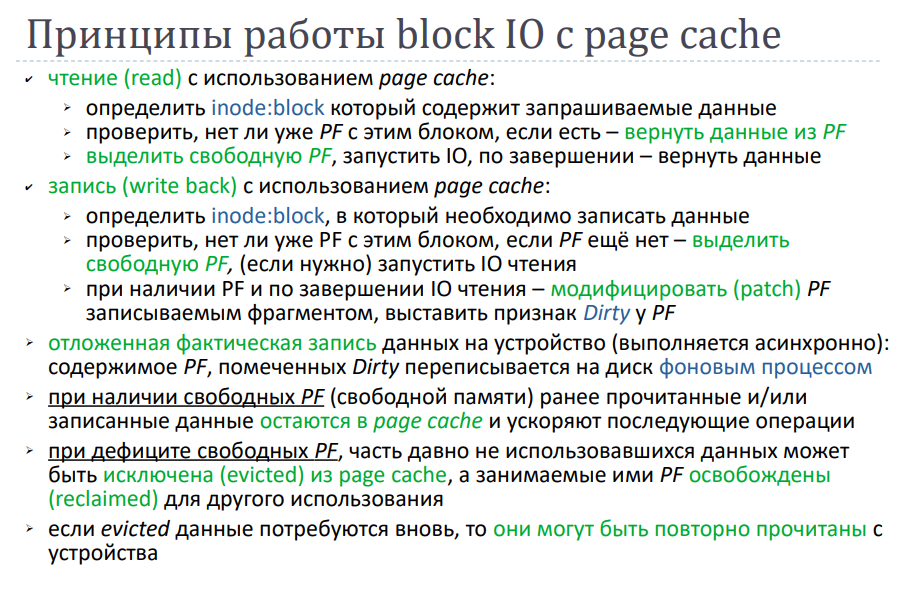 Принципы работы block IO с page cache
чтение (read) с использованием page cache:
определить inode:block который содержит запрашиваемые данные
проверить, нет ли уже PF с этим блоком, если есть – вернуть данные из PF
выделить свободную PF, запустить IO, по завершении – вернуть данные
запись (write back) с использованием page cache:
определить inode:block, в который необходимо записать данные
проверить, нет ли уже PF с этим блоком, если PF ещё нет – выделить
свободную PF, (если нужно) запустить IO чтения
при наличии PF и по завершении IO чтения – модифицировать (patch) PF
записываемым фрагментом, выставить признак Dirty у PF
отложенная фактическая запись данных на устройство (выполняется асинхронно):
содержимое PF, помеченных Dirty переписывается на диск фоновым процессом
при наличии свободных PF (свободной памяти) ранее прочитанные и/или
записанные данные остаются в page cache и ускоряют последующие операции
при дефиците свободных PF, часть давно не использовавшихся данных может
быть исключена (evicted) из page cache, а занимаемые ими PF освобождены
(reclaimed) для другого использования
если evicted данные потребуются вновь, то они могут быть повторно прочитаны с
устройства